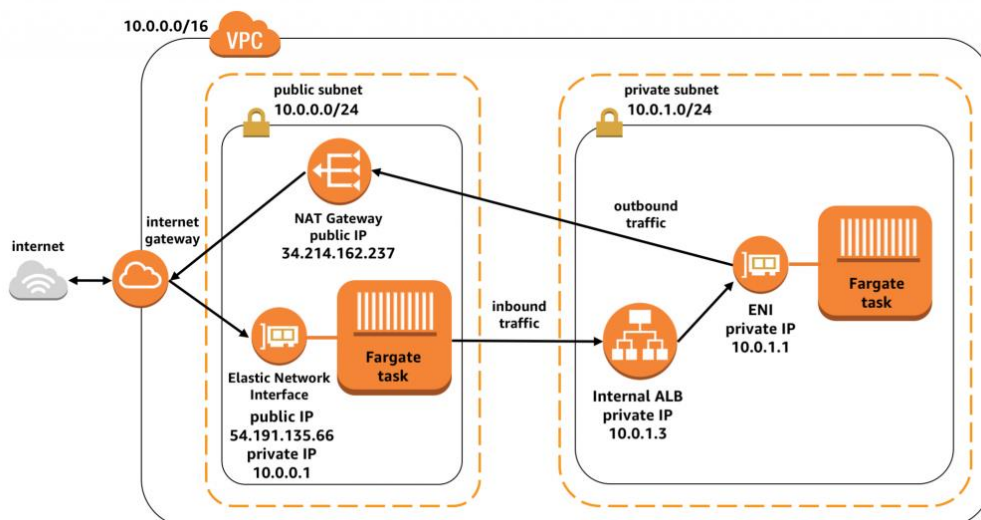 10.0.0.0/16
VPC
public subnet
10.0.0.0/24
private subnet
10.0.1.0/24
NAT Gateway
public IP
34.214.162.237
outbound
traffic
internet
gateway
internet
Fargate
task
ENI
private IP
10.0.1.1
inbound
traffic
Fargate
task
Elastic Network
Interface
public IP
54.191.135.66
private IP
10.0.0.1
Internal ALB
private IP
10.0.1.3